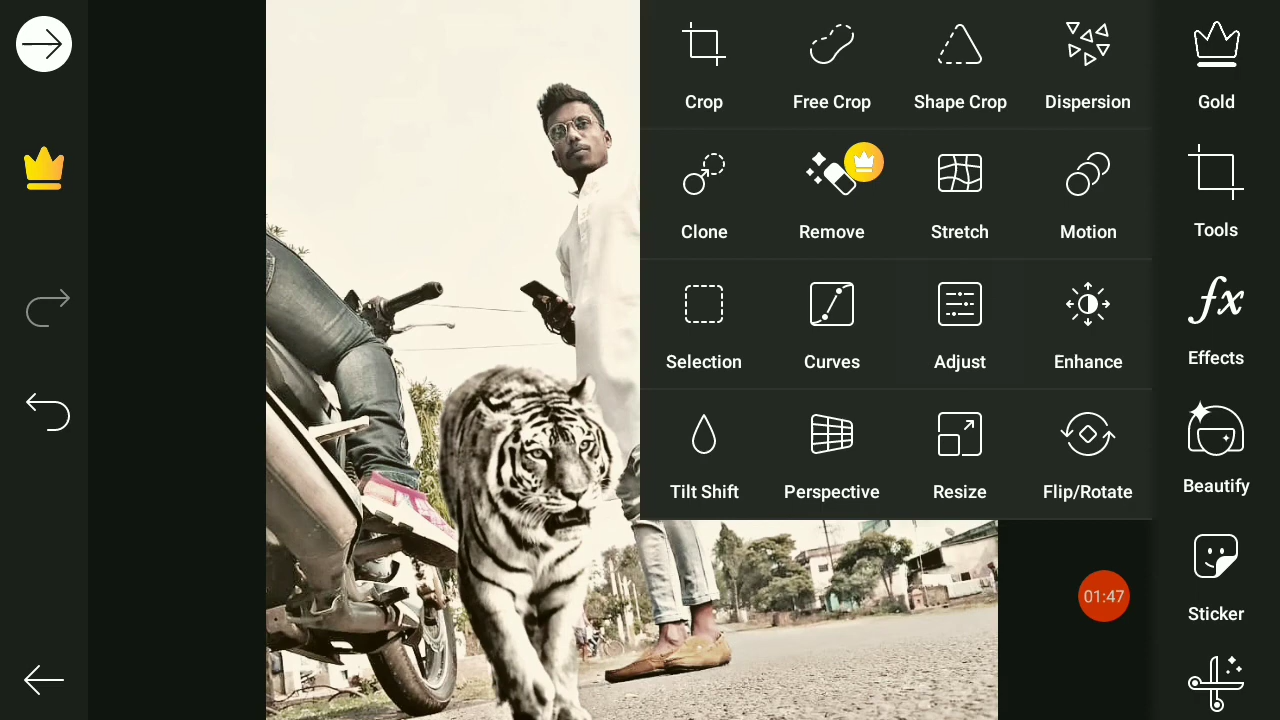 Crop
Free Crop
Shape Crop
Dispersion
Gold
Clone
Remove
Stretch
Motion
Tools
Selection
Curves
Adjust
Enhance
fx
Effects
Tilt Shift
Perspective
Resize
Flip/Rotate
Beautify
01:47
Sticker